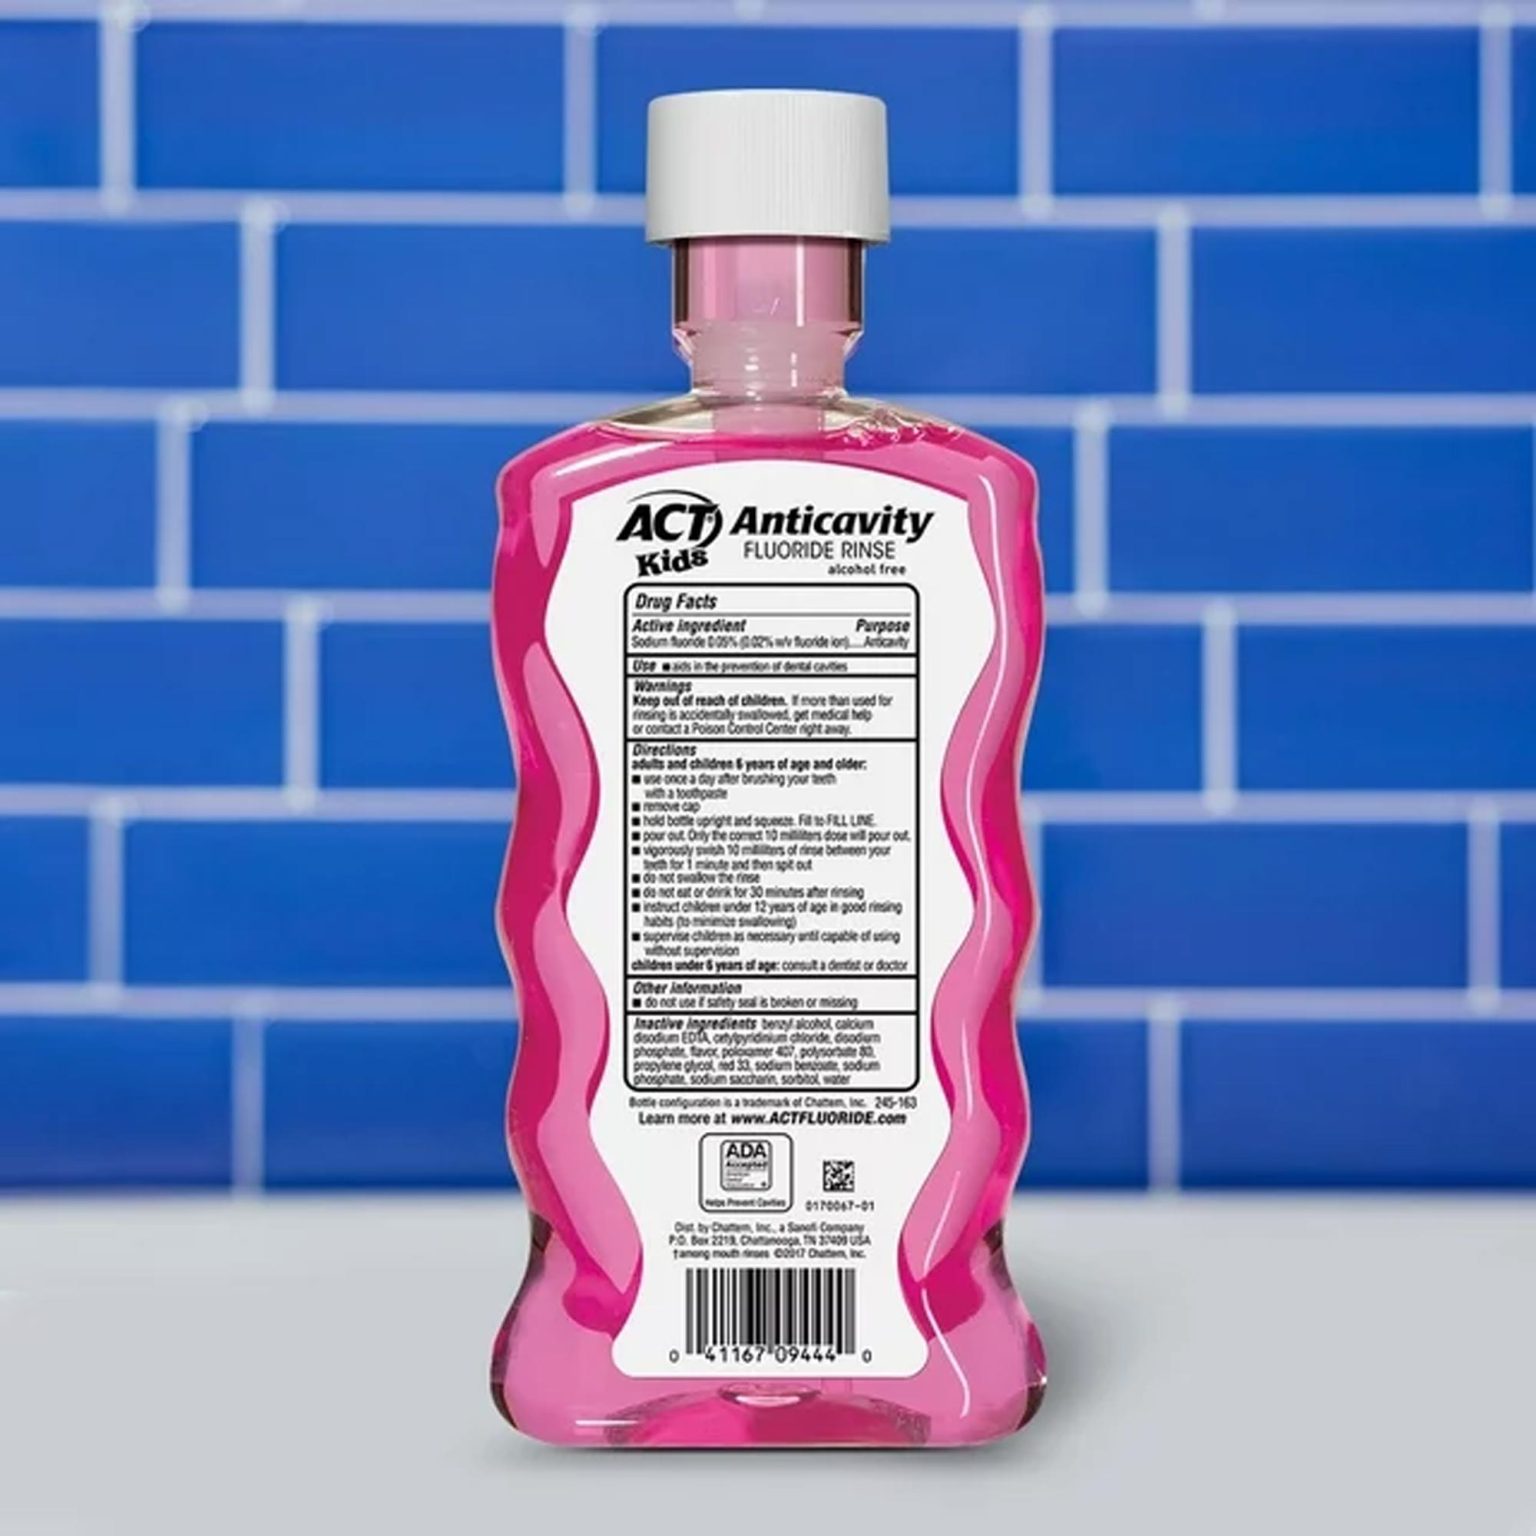 ACT® Anticavity
Kids FLUORIDE RINSE
alcohol free
Drug Facts
Active ingredient Purpose
Sodium fluoride 0.05% (0.02% w/v fluoride ion).....Anticavity
Use ■ aids in the prevention of dental cavities
Warnings
Keep out of reach of children. If more than used for
rinsing is accidentally swallowed, get medical help
or contact a Poison Control Center right away.
Directions
adults and children 6 years of age and older:
■ use once a day after brushing your teeth
with a toothpaste
■ remove cap
■ hold bottle upright and squeeze. Fill to FILL LINE.
■ pour out. Only the correct 10 milliliters dose will pour out.
■ vigorously swish 10 milliliters of rinse between your
teeth for 1 minute and then spit out
■ do not swallow the rinse
■ do not eat or drink for 30 minutes after rinsing
■ instruct children under 12 years of age in good rinsing
habits (to minimize swallowing)
■ supervise children as necessary until capable of using
without supervision
children under 6 years of age: consult a dentist or doctor
Other information
■ do not use if safety seal is broken or missing
Inactive ingredients benzyl alcohol, calcium
disodium EDTA, cetylpyridinium chloride, disodium
phosphate, flavor, poloxamer 407, polysorbate 80,
propylene glycol, red 33, sodium benzoate, sodium
phosphate, sodium saccharin, sorbitol, water
Bottle configuration is a trademark of Chattem, Inc. 245-163
Learn more at www.ACTFLUORIDE.com
ADA
Accepted
Helps Prevent Cavities
0170067-01
Dist. by Chattem, Inc., a Sanofi Company
P.O. Box 2219, Chattanooga, TN 37409 USA
†among mouth rinses ©2017 Chattem, Inc.
0 41167 09444 0